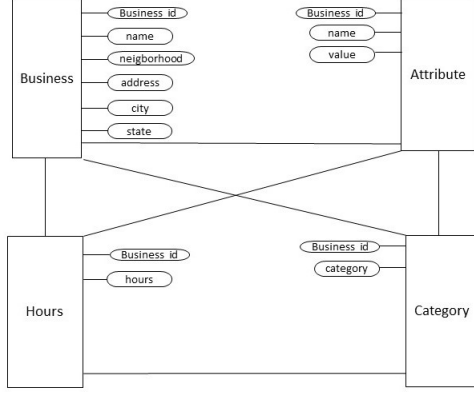 Business id
name
neigborhood
address
city
state
Business
Business id
name
value
Attribute
Business id
hours
Hours
Business id
category
Category